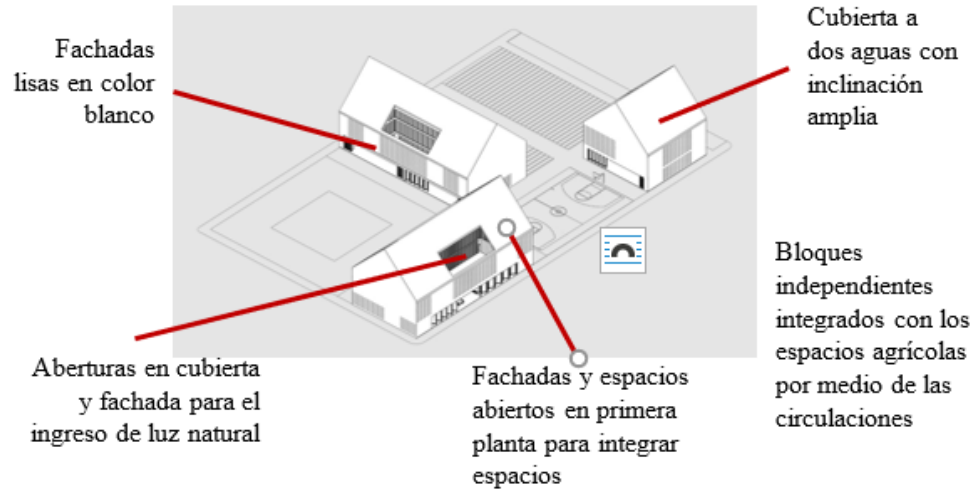 Fachadas
lisas en color
blanco
Cubierta a
dos aguas con
inclinación
amplia
Bloques
independientes
integrados con los
espacios agrícolas
por medio de las
circulaciones
Aberturas en cubierta
y fachada para el
ingreso de luz natural
Fachadas y espacios
abiertos en primera
planta para integrar
espacios